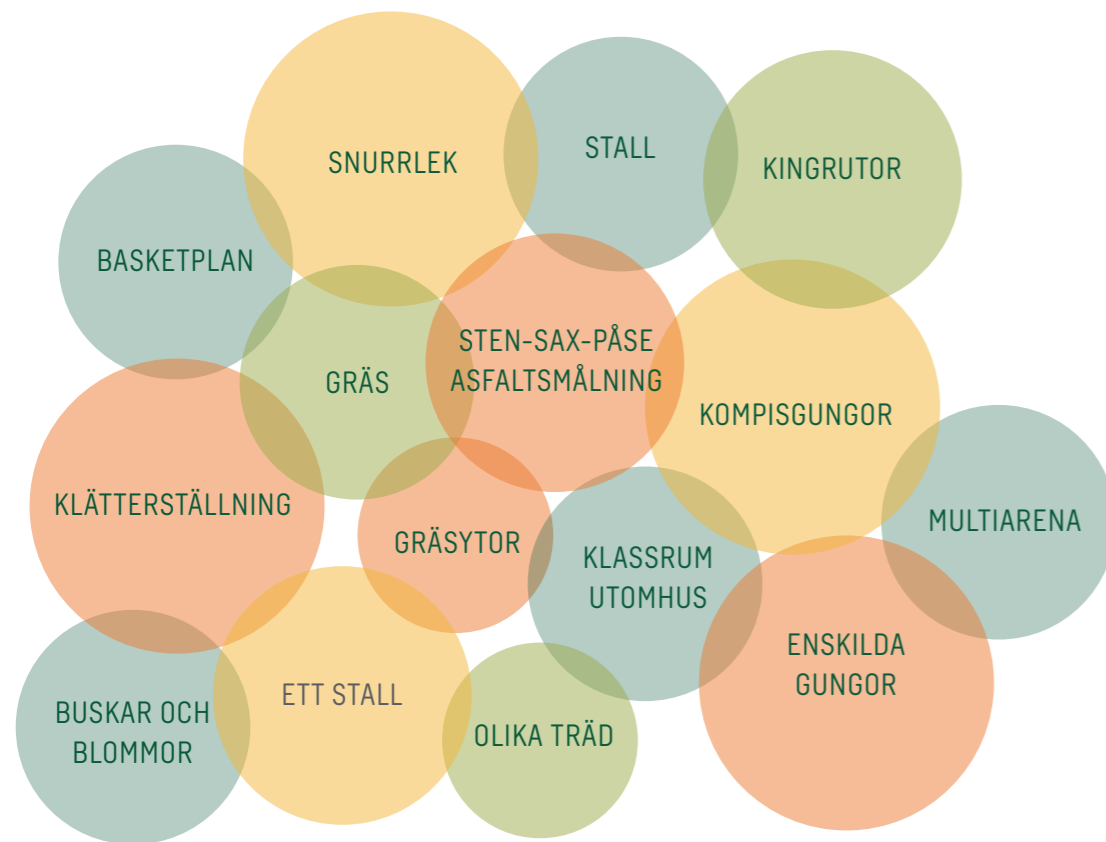 SNURRLEK
STALL
KINGRUTOR
BASKETPLAN
STEN-SAX-PÅSE
ASFALTSMÅLNING
GRÄS
KOMPISGUNGOR
KLÄTTERSTÄLLNING
GRÄSYTOR
MULTIARENA
KLASSRUM
UTOMHUS
ENSKILDA
GUNGOR
ETT STALL
BUSKAR OCH
BLOMMOR
OLIKA TRÄD